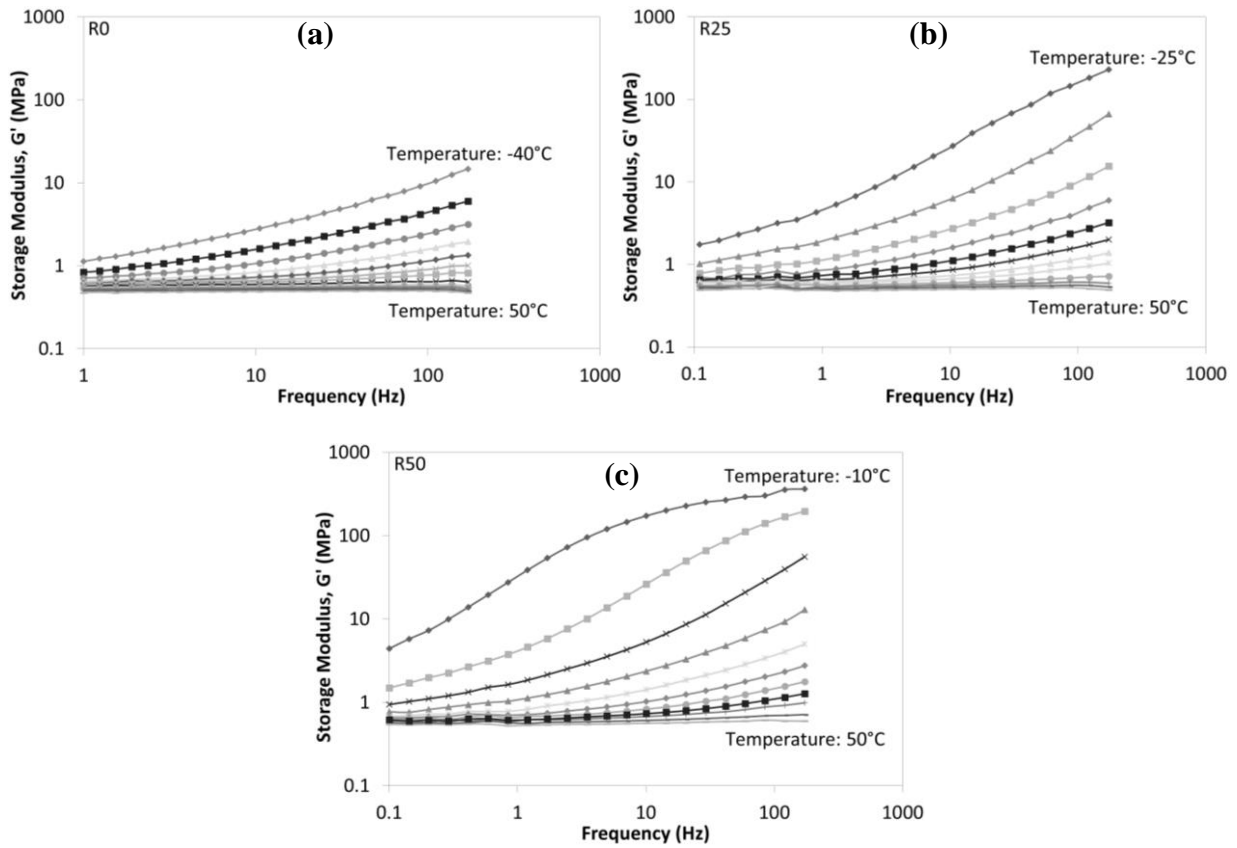 (a)
R0
1000
100
10
1
0.1
Storage Modulus, G' (MPa)
Temperature: -40°C
Temperature: 50°C
1 10 100 1000
Frequency (Hz)
(b)
R25
1000
100
10
1
0.1
Storage Modulus, G' (MPa)
Temperature: -25°C
Temperature: 50°C
0.1 1 10 100 1000
Frequency (Hz)
(c)
R50
1000
100
10
1
0.1
Storage Modulus, G' (MPa)
Temperature: -10°C
Temperature: 50°C
0.1 1 10 100 1000
Frequency (Hz)